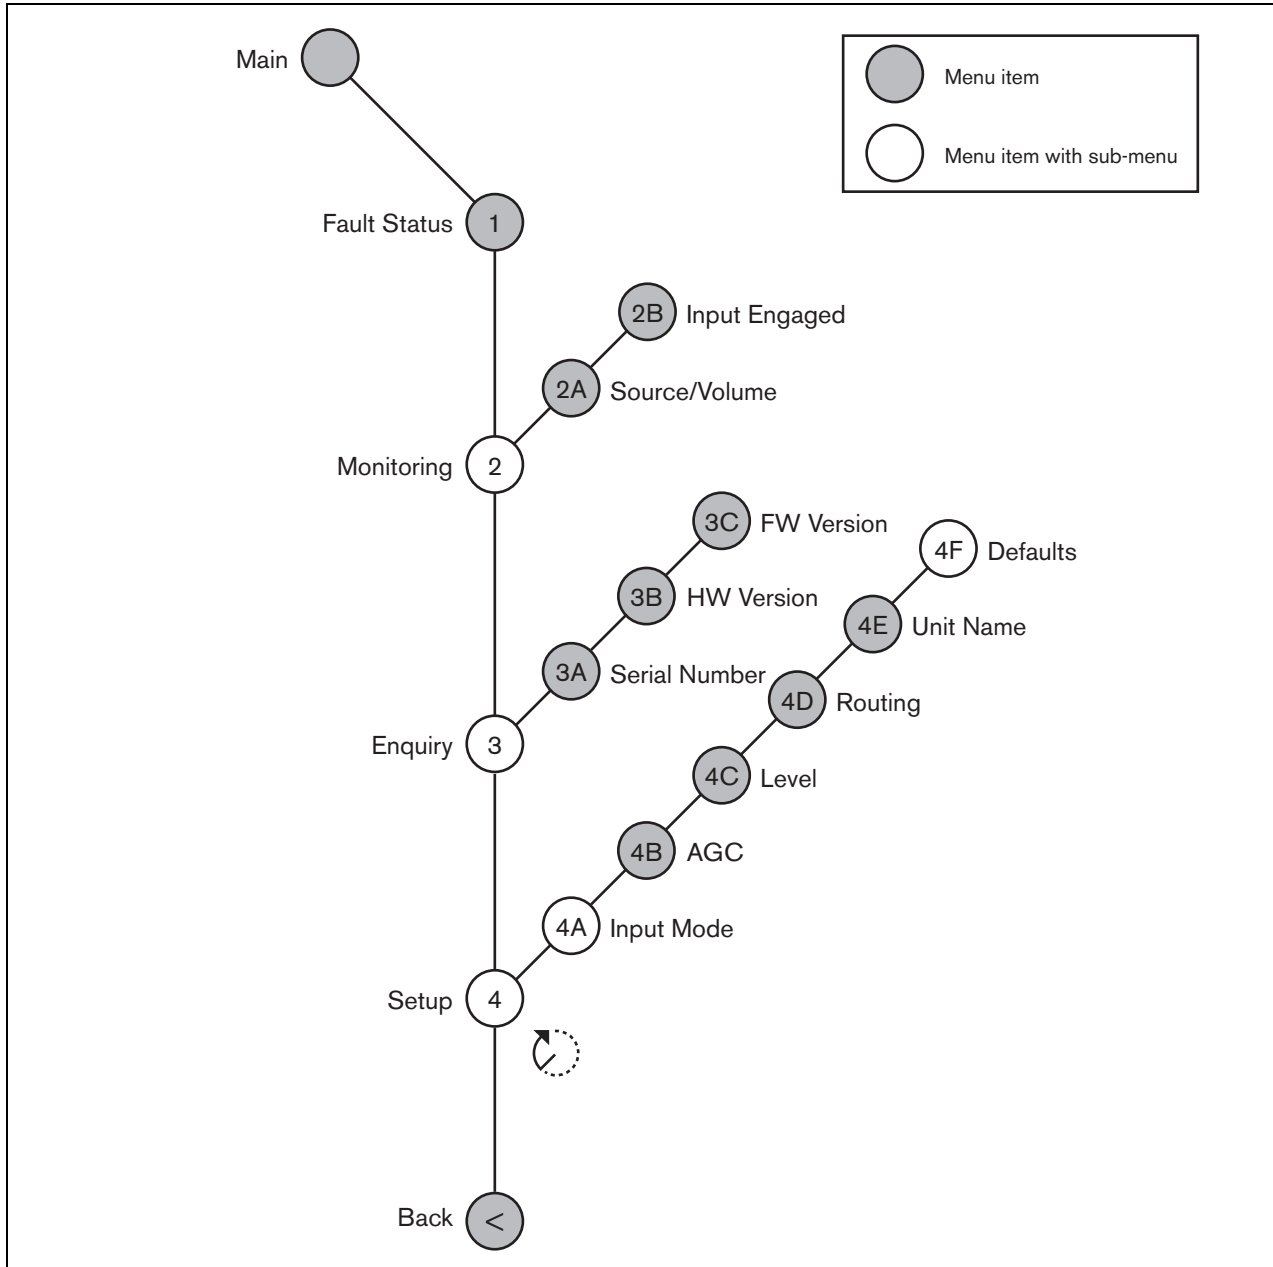 Main
Menu item
Menu item with sub-menu
Fault Status 1
2B Input Engaged
2A Source/Volume
Monitoring 2
3C FW Version
4F Defaults
3B HW Version
4E Unit Name
3A Serial Number
4D Routing
Enquiry 3
4C Level
4B AGC
4A Input Mode
Setup 4
Back <